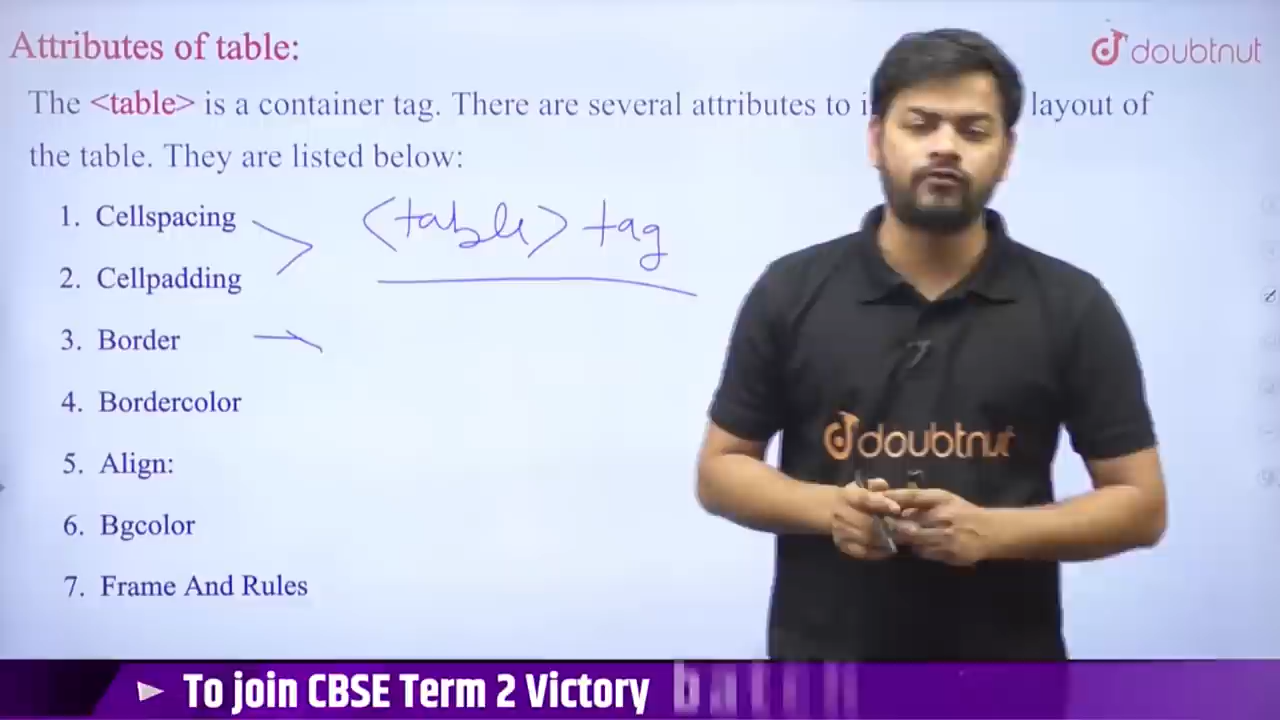 Attributes of table:
doubtnut
The <table> is a container tag. There are several attributes to layout of
the table. They are listed below:
1. Cellspacing
<table> tag
2. Cellpadding
3. Border
4. Bordercolor
doubtnut
5. Align:
6. Bgcolor
7. Frame And Rules
To join CBSE Term 2 Victory